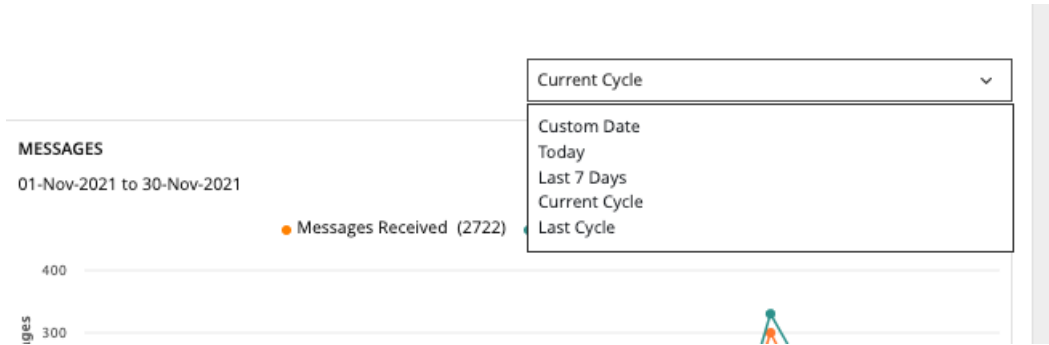 Current Cycle
Custom Date
Today
Last 7 Days
Current Cycle
Last Cycle
MESSAGES
01-Nov-2021 to 30-Nov-2021
Messages Received (2722)
400
300